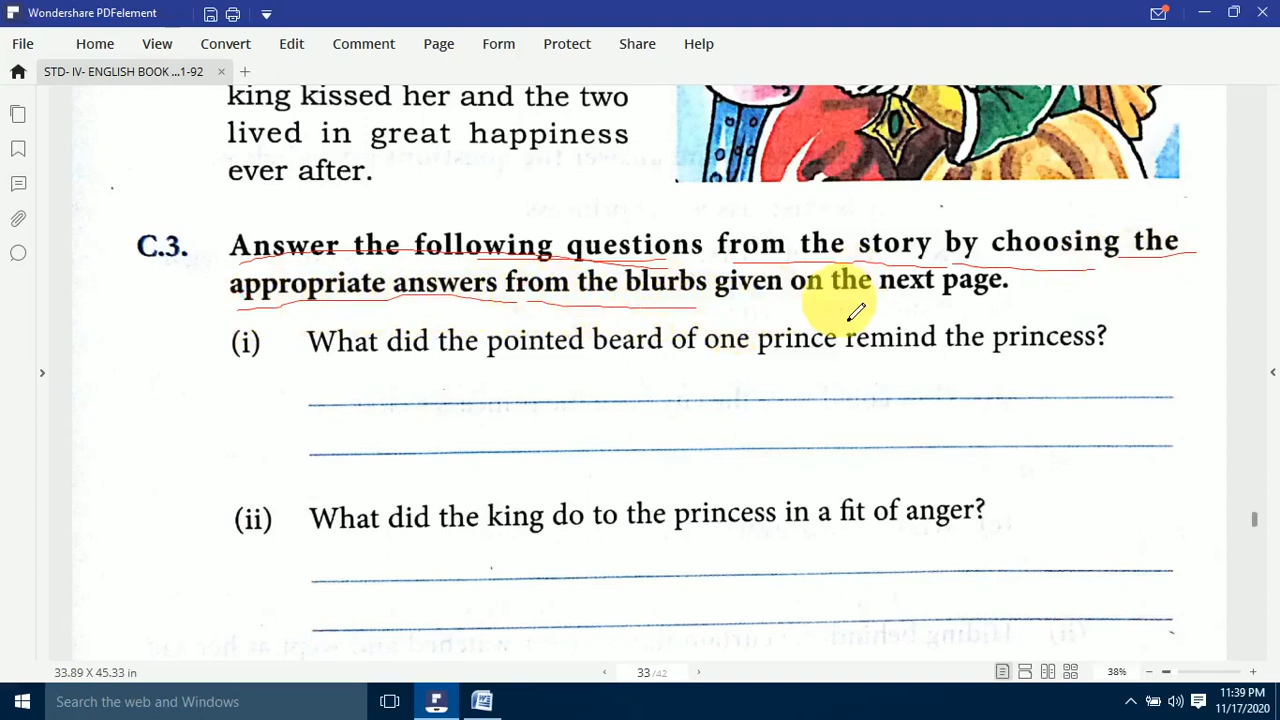 Wondershare PDFelement
File Home View Convert Edit Comment Page Form Protect Share Help
STD- IV- ENGLISH BOOK ...1-92
king kissed her and the two
lived in great happiness
ever after.
C.3. Answer the following questions from the story by choosing the
appropriate answers from the blurbs given on the next page.
(i) What did the pointed beard of one prince remind the princess?
(ii) What did the king do to the princess in a fit of anger?
33.89 X 45.33 in
33 /42
38%
Search the web and Windows
11:39 PM
11/17/2020